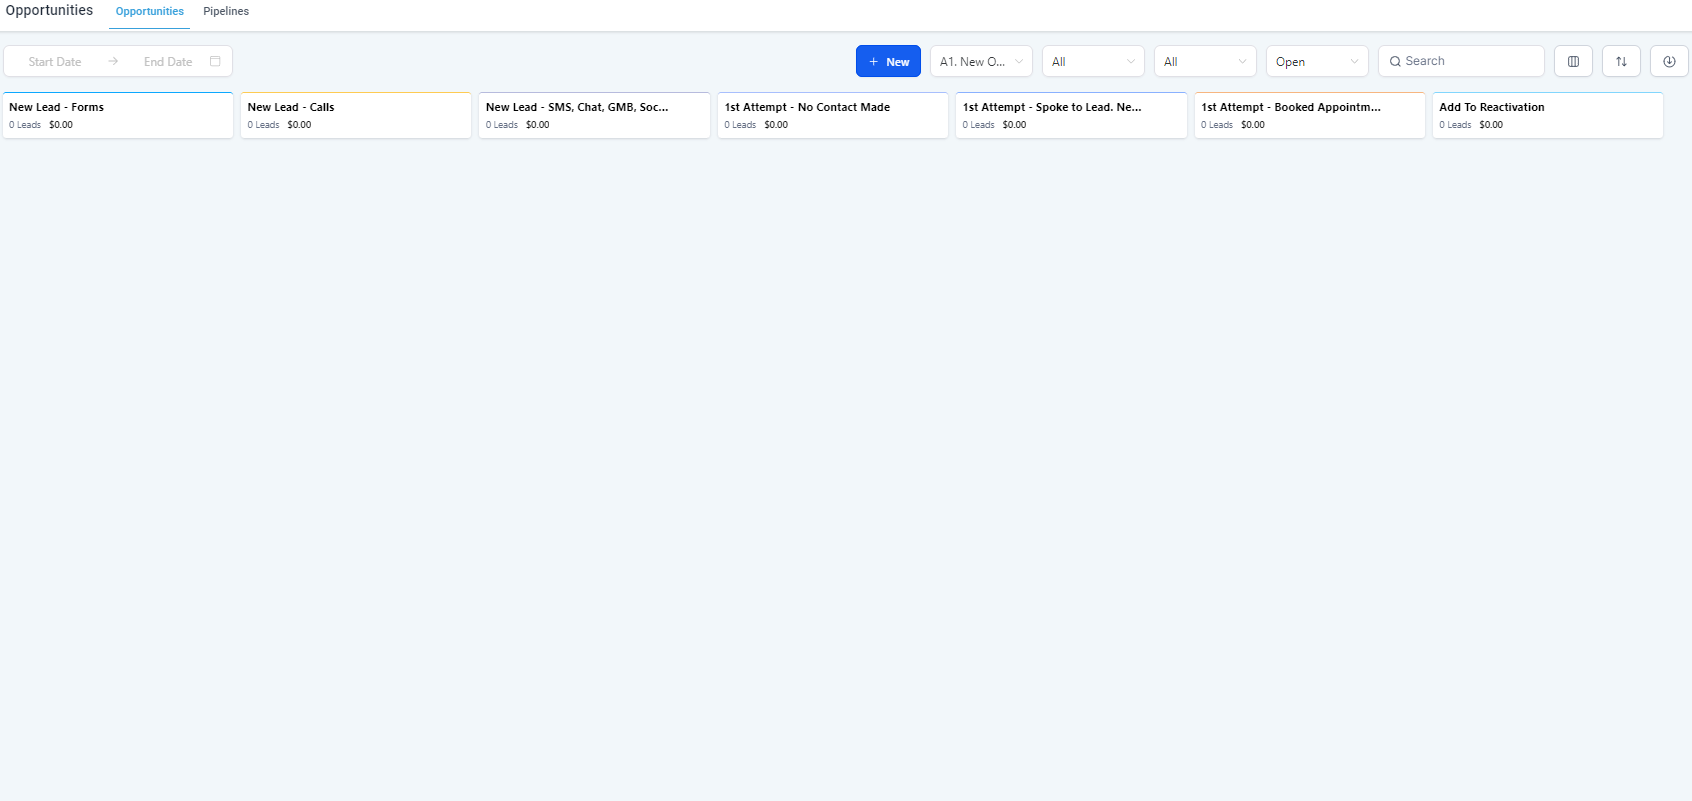 Opportunities Opportunities Pipelines
Start Date → End Date + New A1. New O... All All Open Search
New Lead - Forms
0 Leads $0.00
New Lead - Calls
0 Leads $0.00
New Lead - SMS, Chat, GMB, Soc...
0 Leads $0.00
1st Attempt - No Contact Made
0 Leads $0.00
1st Attempt - Spoke to Lead. Ne...
0 Leads $0.00
1st Attempt - Booked Appointm...
0 Leads $0.00
Add To Reactivation
0 Leads $0.00